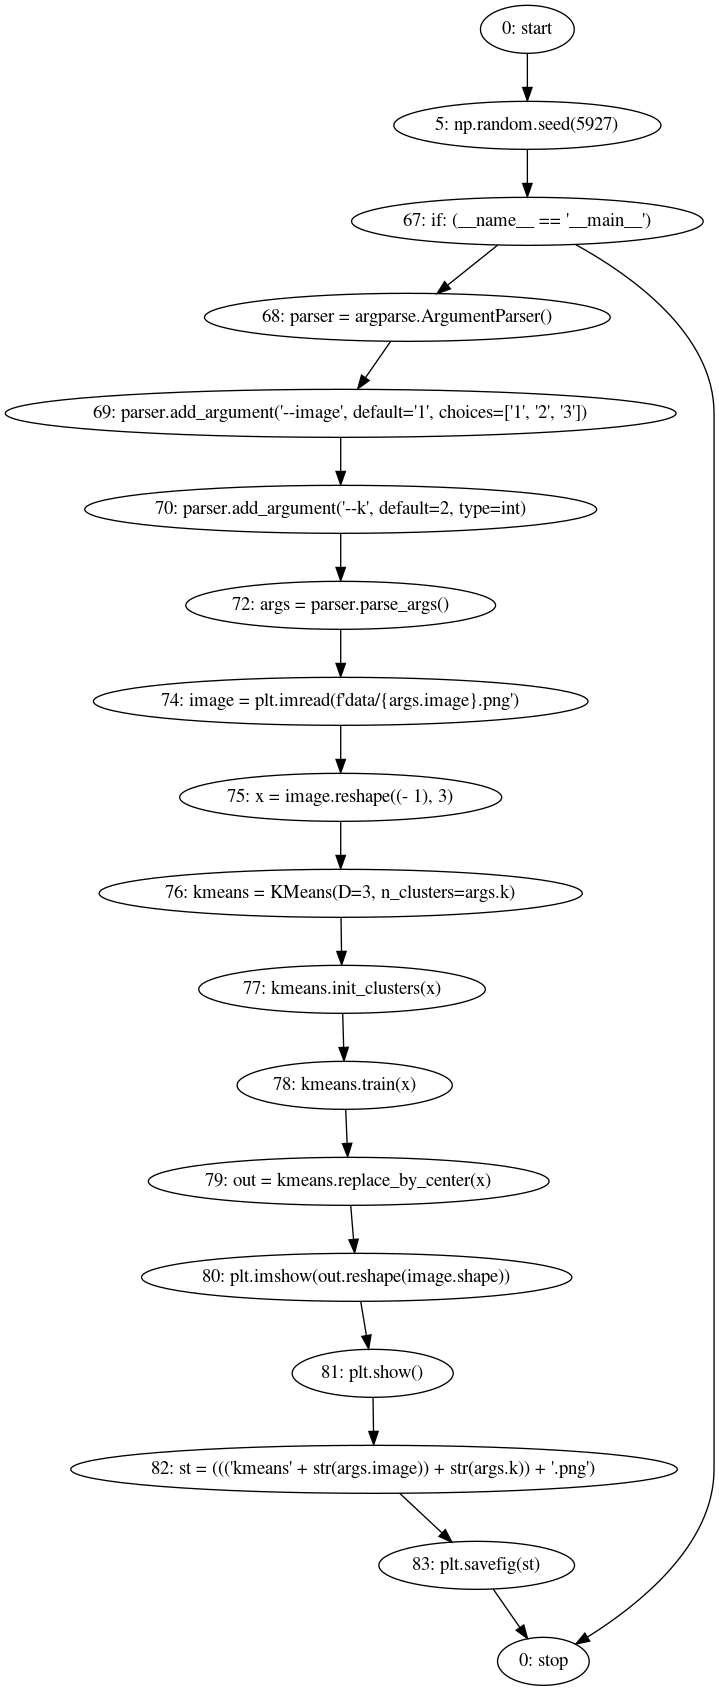 0: start
5: np.random.seed(5927)
67: if: (__name__ == '__main__')
68: parser = argparse.ArgumentParser()
69: parser.add_argument('--image', default='1', choices=['1', '2', '3'])
70: parser.add_argument('--k', default=2, type=int)
72: args = parser.parse_args()
74: image = plt.imread(f'data/{args.image}.png')
75: x = image.reshape((- 1), 3)
76: kmeans = KMeans(D=3, n_clusters=args.k)
77: kmeans.init_clusters(x)
78: kmeans.train(x)
79: out = kmeans.replace_by_center(x)
80: plt.imshow(out.reshape(image.shape))
81: plt.show()
82: st = ((('kmeans' + str(args.image)) + str(args.k)) + '.png')
83: plt.savefig(st)
0: stop